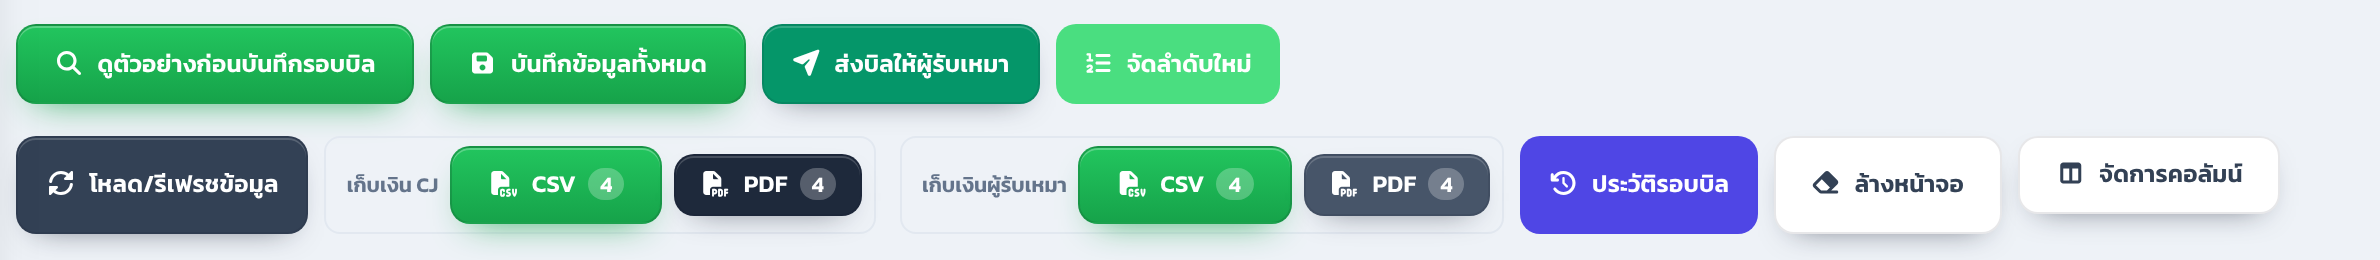 ดูตัวอย่างก่อนบันทึกรอบบิล บันทึกข้อมูลทั้งหมด ส่งบิลให้ผู้รับเหมา จัดลำดับใหม่
โหลด/รีเฟรชข้อมูล เก็บเงิน CJ CSV 4 PDF 4 เก็บเงินผู้รับเหมา CSV 4 PDF 4 ประวัติรอบบิล ล้างหน้าจอ จัดการคอลัมน์